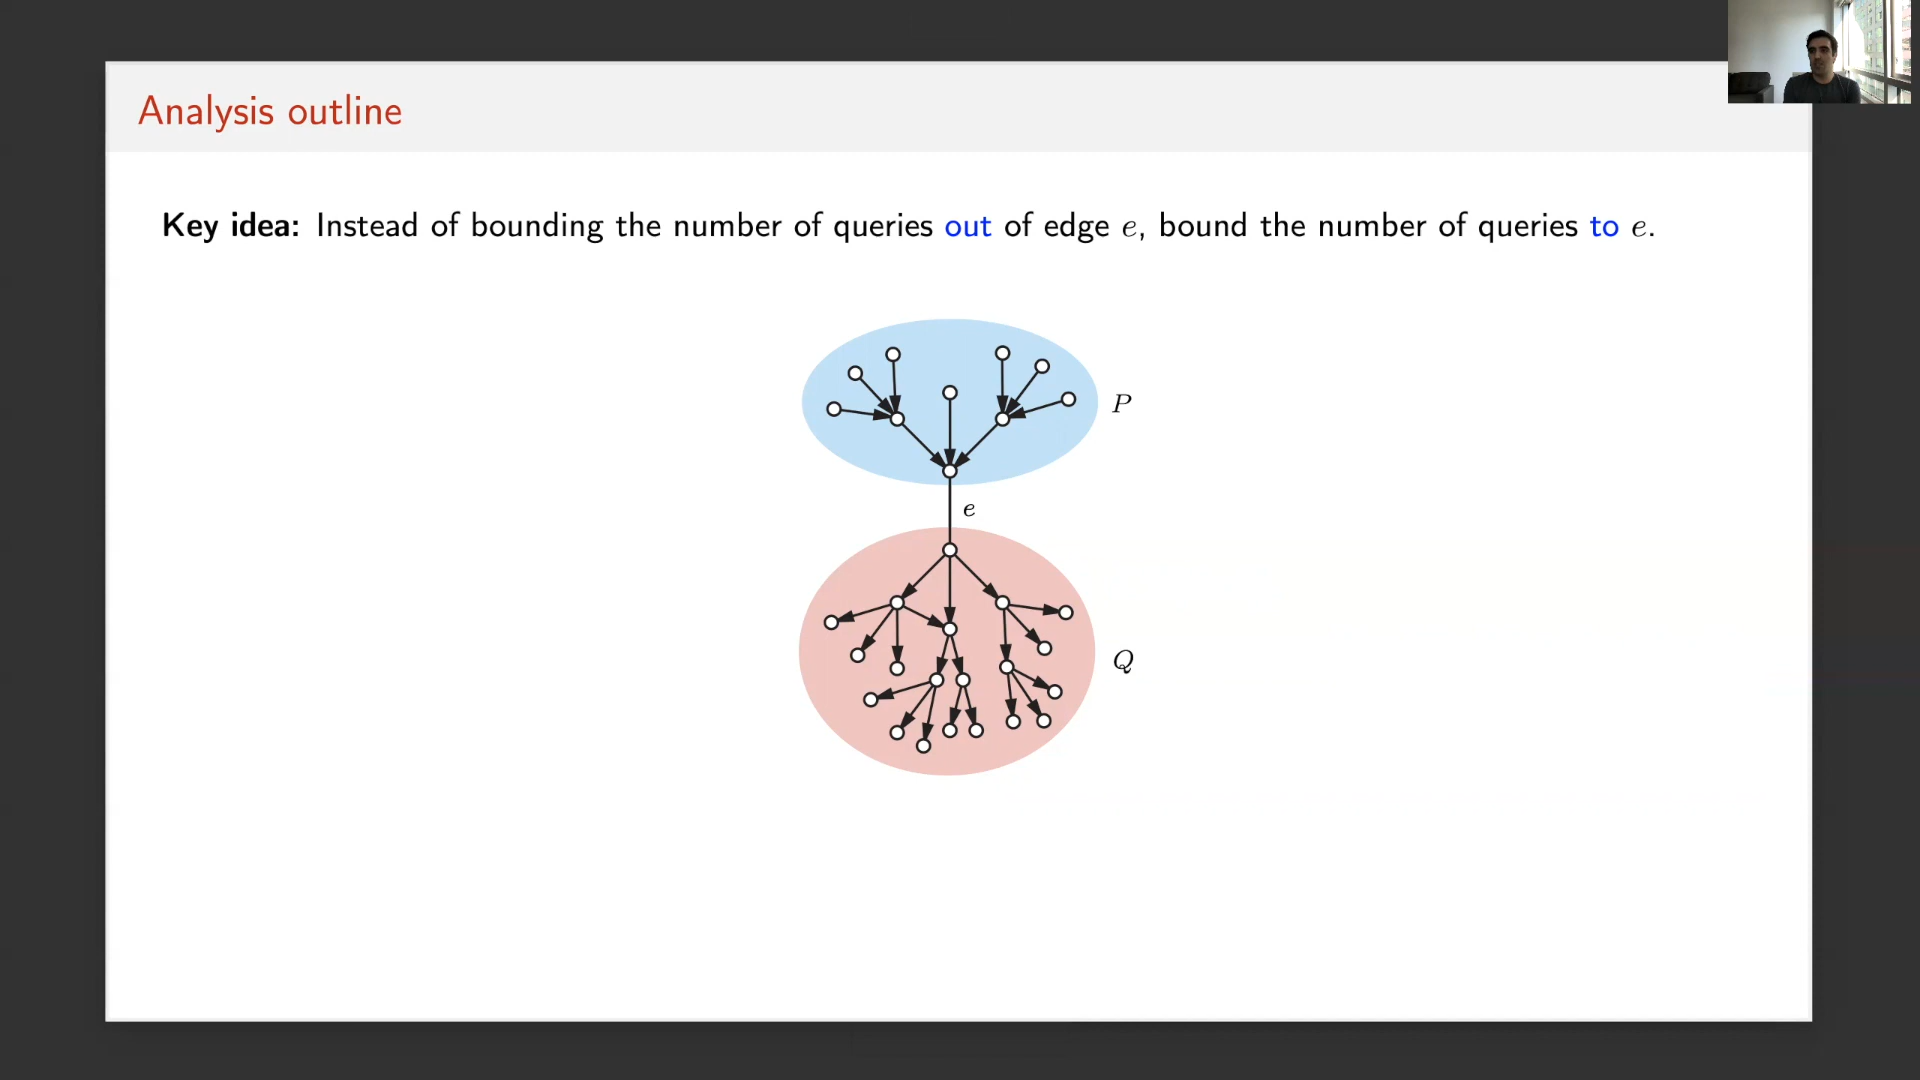 Analysis outline
Key idea: Instead of bounding the number of queries out of edge e, bound the number of queries to e.
P
e
Q